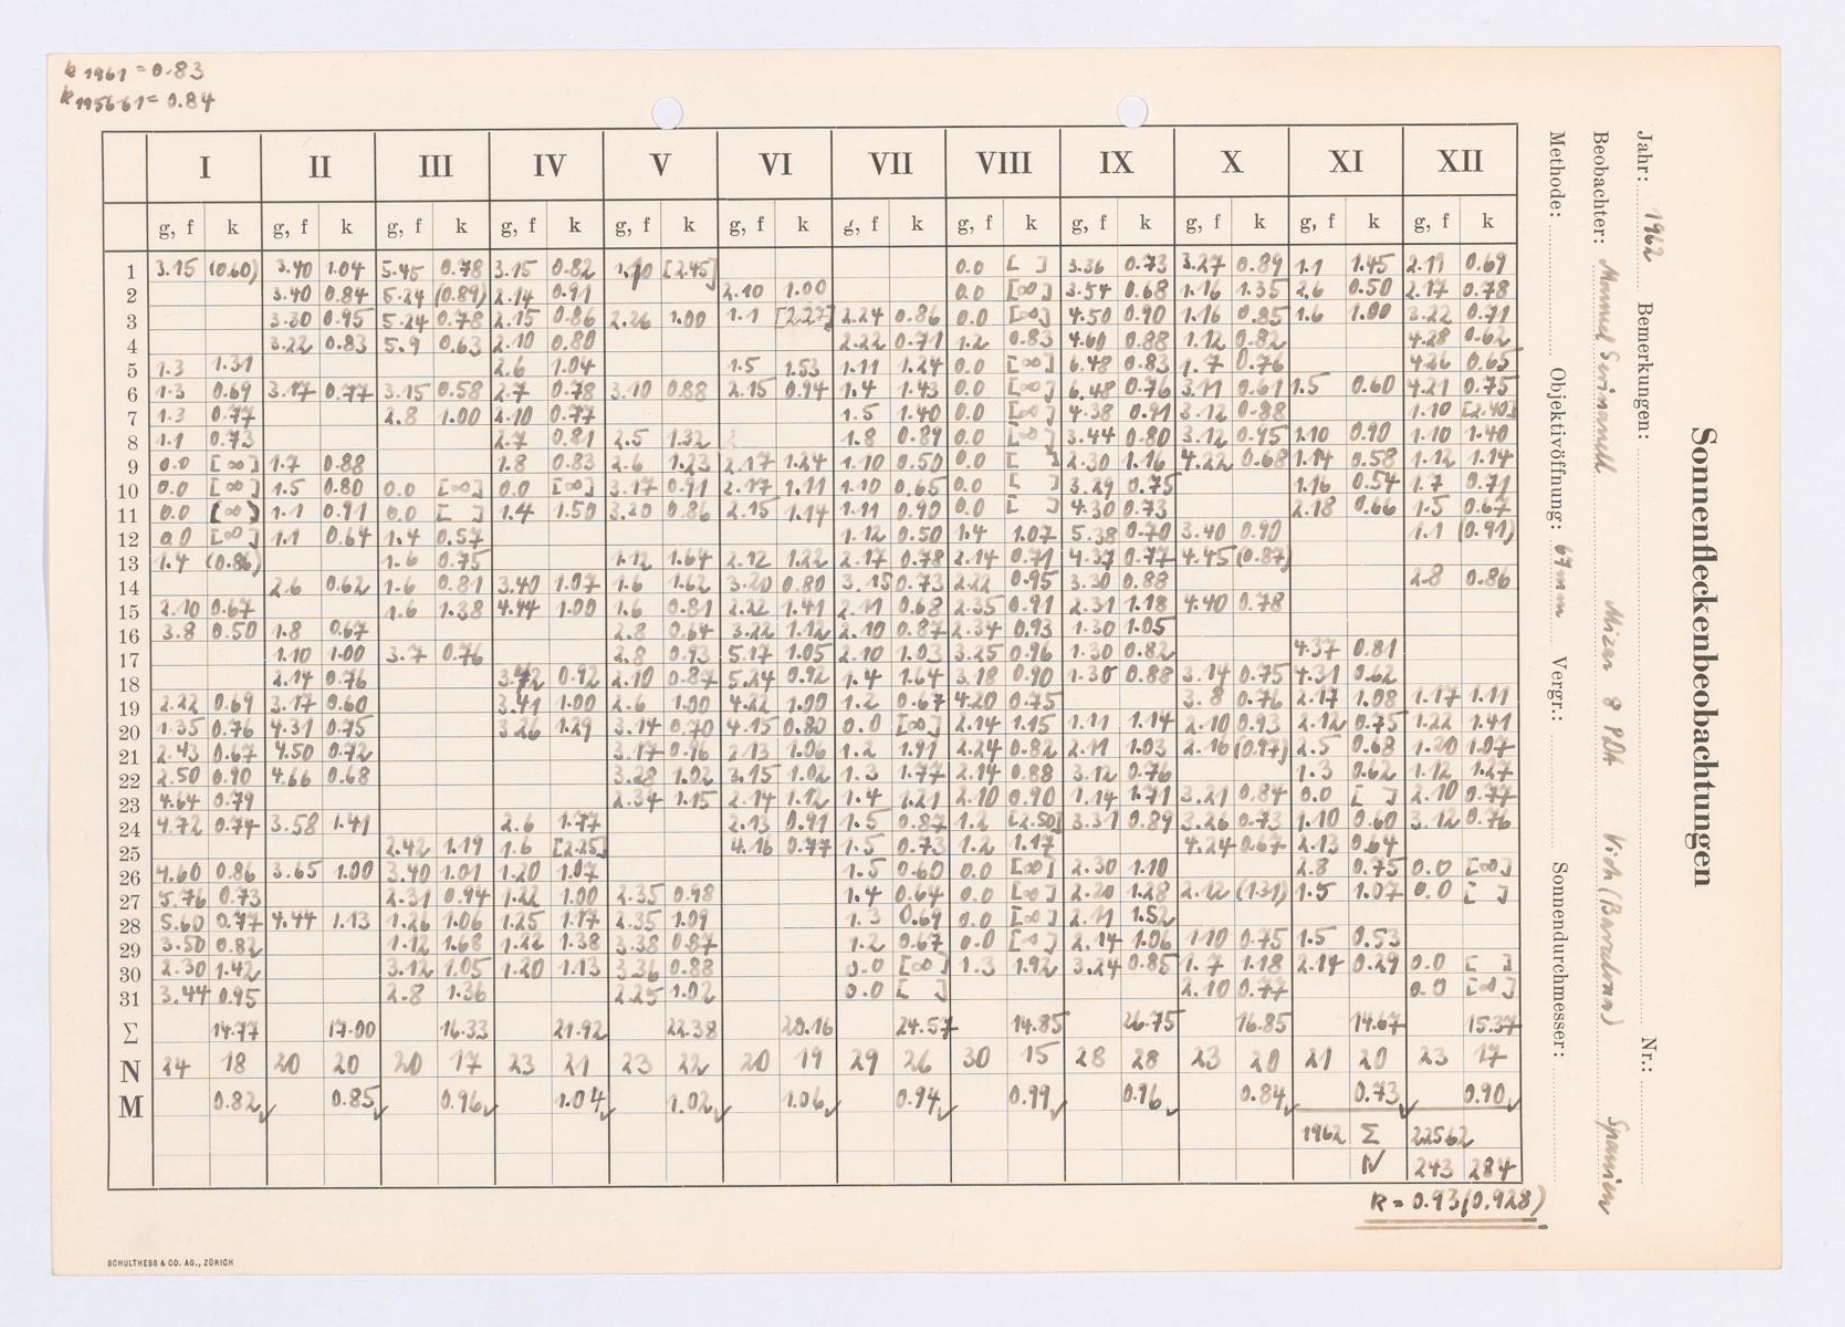 k 1961 = 0.83
k 1956-61 = 0.84
I II III IV V VI VII VIII IX X XI XII
g, f k g, f k g, f k g, f k g, f k g, f k g, f k g, f k g, f k g, f k g, f k g, f k
1 3.15 (0.60) 3.40 1.04 5.45 0.78 3.15 0.82 [2.45] 0.0 [ ] 3.36 0.73 3.27 0.89 1.1 1.45 2.11 0.69
2 3.40 0.84 5.24 (0.89) 2.14 0.91 2.10 1.00 0.0 [∞] 3.54 0.68 1.16 1.35 2.6 0.50 2.17 0.78
3 3.30 0.95 5.24 0.78 2.15 0.86 2.26 1.00 1.1 [2.27] 2.24 0.86 0.0 [∞] 4.50 0.90 1.16 0.85 1.6 1.00 3.22 0.71
4 3.22 0.83 5.9 0.63 2.10 0.80 2.22 0.71 1.2 0.83 4.60 0.88 1.12 0.82 4.28 0.62
5 1.3 1.31 2.6 1.04 1.5 1.53 1.11 1.24 0.0 [∞] 6.48 0.83 1.7 0.76 4.26 0.65
6 1.3 0.69 3.17 0.77 3.15 0.58 2.7 0.78 3.10 0.88 2.15 0.94 1.4 1.43 0.0 [∞] 6.48 0.76 3.11 0.61 1.5 0.60 4.21 0.75
7 1.3 0.77 2.8 1.00 2.10 0.77 1.5 1.40 0.0 [∞] 4.38 0.91 3.12 0.88 1.10 [2.40]
8 1.1 0.73 2.7 0.81 2.5 1.32 1.8 0.89 0.0 [∞] 3.44 0.80 3.12 0.95 1.10 0.90 1.10 1.40
9 0.0 [∞] 1.7 0.88 1.8 0.83 2.6 1.23 2.17 1.24 1.10 0.50 0.0 [ ] 2.30 1.16 4.22 0.68 1.14 0.58 1.12 1.14
10 0.0 [∞] 1.5 0.80 0.0 [∞] 0.0 [∞] 3.17 0.91 2.17 1.11 1.10 0.65 0.0 [ ] 3.29 0.75 1.16 0.54 1.7 0.71
11 0.0 [∞] 1.1 0.91 0.0 [ ] 1.4 1.50 3.20 0.86 2.15 1.14 1.11 0.90 0.0 [ ] 4.30 0.73 2.18 0.66 1.5 0.67
12 0.0 [∞] 1.1 0.64 1.4 0.57 1.12 0.50 1.4 1.07 5.38 0.70 3.40 0.90 1.1 (0.91)
13 1.4 (0.86) 1.6 0.75 1.12 1.64 2.12 1.22 2.17 0.78 2.14 0.71 4.37 0.77 4.45 (0.87)
14 2.6 0.62 1.6 0.81 3.40 1.07 1.6 1.62 3.20 0.80 3.15 0.73 2.22 0.95 3.30 0.88 2.8 0.86
15 2.10 0.67 1.6 1.38 4.44 1.00 1.6 0.81 2.22 1.41 2.11 0.68 2.35 0.91 2.31 1.18 4.40 0.78
16 3.8 0.50 1.8 0.67 2.8 0.64 3.22 1.12 2.10 0.87 2.34 0.93 1.30 1.05
17 1.10 1.00 3.7 0.76 2.8 0.93 5.17 1.05 2.10 1.03 3.25 0.96 1.30 0.82 4.37 0.81
18 2.14 0.76 3.42 0.92 2.10 0.87 5.24 0.92 1.4 1.64 3.18 0.90 1.30 0.88 3.14 0.75 4.31 0.62
19 2.22 0.69 3.17 0.60 3.41 1.00 2.6 1.00 4.22 1.00 1.2 0.67 4.20 0.75 3.8 0.76 2.17 1.08 1.17 1.11
20 1.35 0.76 4.31 0.75 3.26 1.29 3.14 0.70 4.15 0.80 0.0 [∞] 2.14 1.15 1.11 1.14 2.10 0.93 2.12 0.75 1.22 1.41
21 2.43 0.67 4.50 0.72 3.17 0.96 2.13 1.06 1.2 1.91 2.24 0.82 2.11 1.03 2.16 (0.97) 2.5 0.68 1.20 1.07
22 2.50 0.90 4.66 0.68 3.28 1.02 3.15 1.02 1.3 1.77 2.14 0.88 3.12 0.76 1.3 0.62 1.12 1.27
23 4.64 0.79 2.34 1.15 2.14 1.12 1.4 1.21 2.10 0.90 1.14 1.71 3.21 0.84 0.0 [ ] 2.10 0.77
24 4.72 0.74 3.58 1.41 2.6 1.77 2.13 0.91 1.5 0.87 1.2 [2.50] 3.31 0.89 3.26 0.73 1.10 0.60 3.12 0.76
25 2.42 1.19 1.6 [2.25] 4.16 0.77 1.5 0.73 1.2 1.17 4.24 0.67 2.13 0.64
26 4.60 0.86 3.65 1.00 3.40 1.01 1.20 1.07 1.5 0.60 0.0 [∞] 2.30 1.10 2.8 0.75 0.0 [∞]
27 5.76 0.73 2.31 0.94 1.22 1.00 2.35 0.98 1.4 0.64 0.0 [∞] 2.20 1.28 2.12 (1.31) 1.5 1.07 0.0 [ ]
28 5.60 0.77 4.44 1.13 1.26 1.06 1.25 1.17 2.35 1.09 1.3 0.69 0.0 [∞] 2.11 1.52
29 3.50 0.82 1.12 1.68 1.22 1.38 3.38 0.87 1.2 0.67 0.0 [∞] 2.14 1.06 1.10 0.75 1.5 0.53
30 2.30 1.42 3.12 1.05 1.20 1.13 3.36 0.88 0.0 [∞] 1.3 1.92 3.24 0.85 1.7 1.18 2.14 0.29 0.0 [ ]
31 3.44 0.95 2.8 1.36 2.25 1.02 0.0 [ ] 2.10 0.77 0.0 [∞]
Σ 14.77 17.00 16.33 21.92 22.38 20.16 24.57 14.85 26.75 16.85 14.67 15.37
N 24 18 20 20 20 17 23 21 23 22 20 19 29 26 30 15 28 28 23 20 21 20 23 17
M 0.82 0.85 0.96 1.04 1.02 1.06 0.94 0.99 0.96 0.84 0.73 0.90
1962 Σ 225.62
N 243 284
K = 0.93 (0.928)
SCHULTHESS & CO. AG., ZÜRICH
Sonnenfleckenbeobachtungen
Jahr: 1962 Bemerkungen: Nr.:
Beobachter: Vich (Barcelona) Spanien
Methode: Objektivöffnung: 67 mm Vergr.: Sonnendurchmesser: